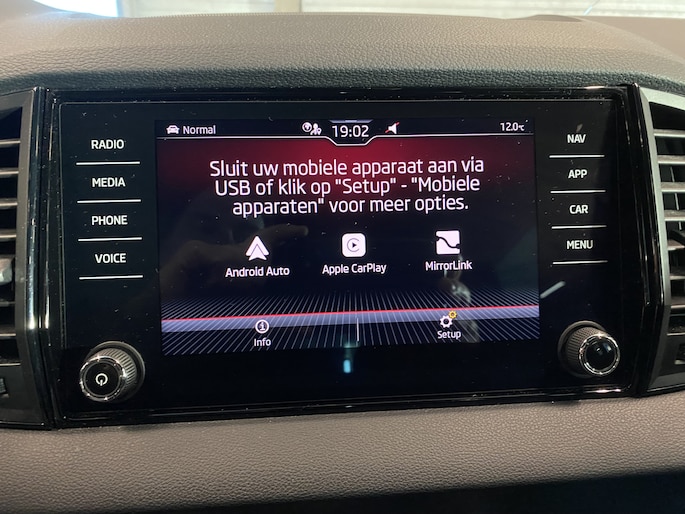 Normal 19:02 12.0°C
RADIO
MEDIA
PHONE
VOICE
Sluit uw mobiele apparaat aan via
USB of klik op "Setup" - "Mobiele
apparaten" voor meer opties.
Android Auto Apple CarPlay MirrorLink
Info Setup
NAV
APP
CAR
MENU